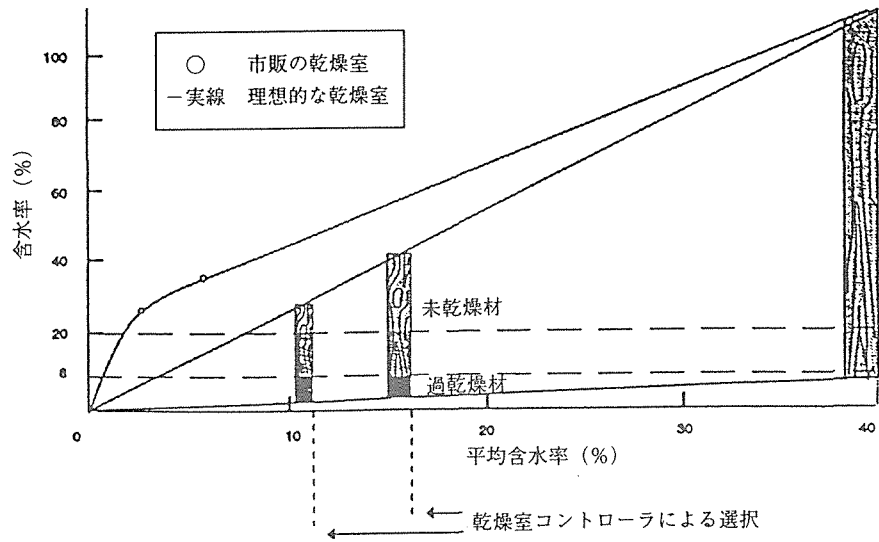 ○ 市販の乾燥室
−実線 理想的な乾燥室
含水率 (%)
100
80
80
60
40
20
8
未乾燥材
過乾燥材
0
10
20
30
40
平均含水率 (%)
乾燥室コントローラによる選択